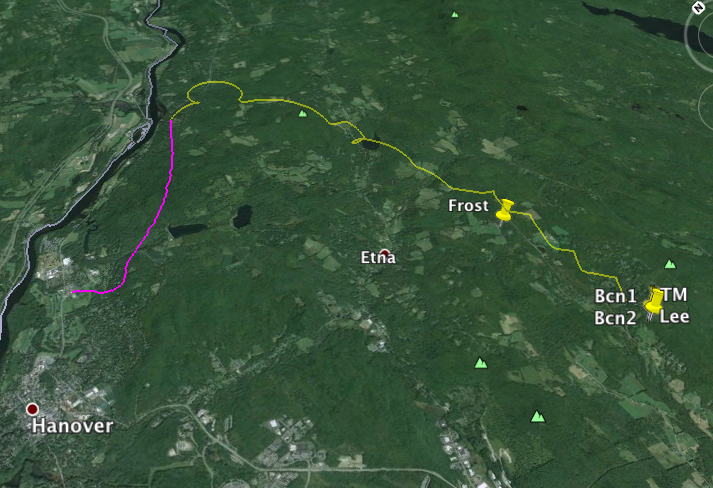 N
Frost
Etna
Bcn1 TM
Bcn2 Lee
Hanover